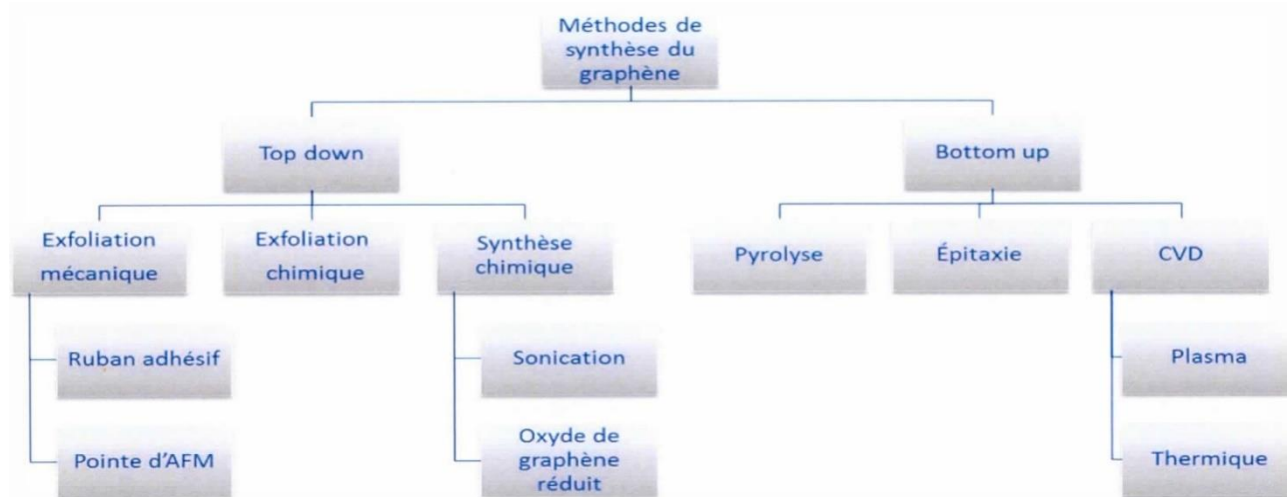 Méthodes de
synthèse du
graphène
Top down
Bottom up
Exfoliation
mécanique
Exfoliation
chimique
Synthèse
chimique
Pyrolyse
Épitaxie
CVD
Ruban adhésif
Sonication
Plasma
Pointe d'AFM
Oxyde de
graphène
réduit
Thermique